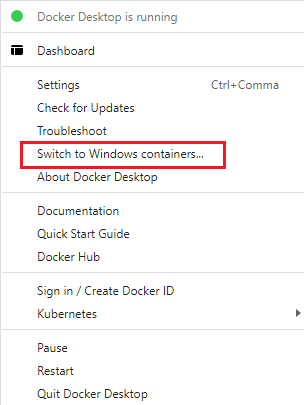 Docker Desktop is running
Dashboard
Settings Ctrl+Comma
Check for Updates
Troubleshoot
Switch to Windows containers...
About Docker Desktop
Documentation
Quick Start Guide
Docker Hub
Sign in / Create Docker ID
Kubernetes
Pause
Restart
Quit Docker Desktop